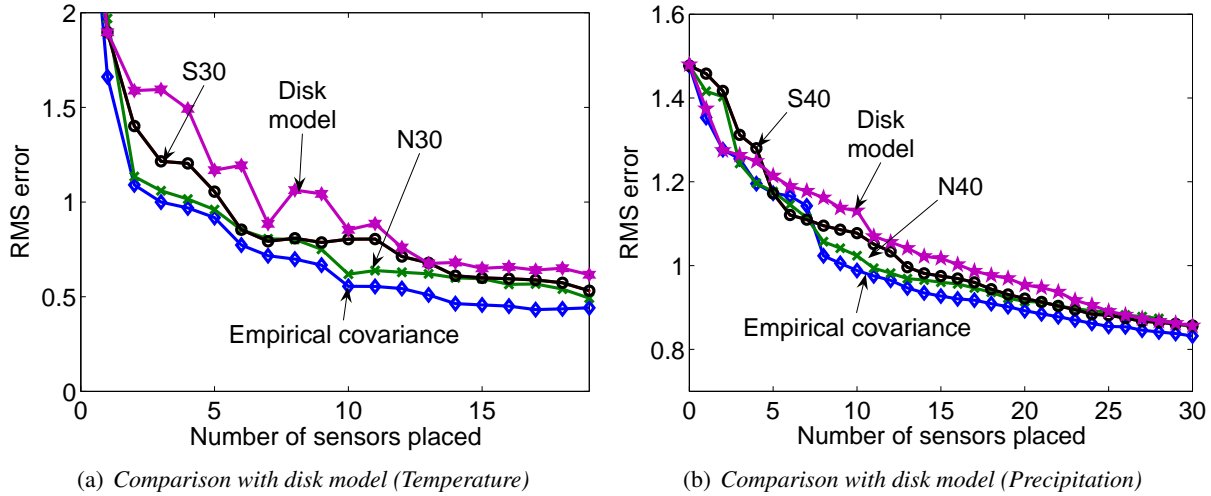 2
1.5
1
0.5
0
0
5
10
15
RMS error
Number of sensors placed
S30
Disk
model
N30
Empirical covariance
(a) Comparison with disk model (Temperature)
1.6
1.4
1.2
1
0.8
0
5
10
15
20
25
30
RMS error
Number of sensors placed
S40
Disk
model
N40
Empirical covariance
(b) Comparison with disk model (Precipitation)